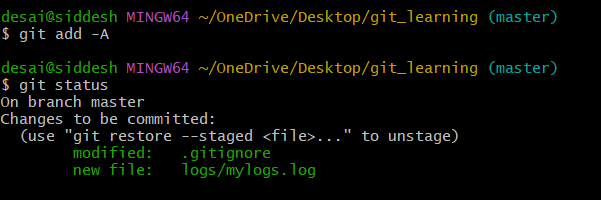 desai@siddesh MINGW64 ~/OneDrive/Desktop/git_learning (master)
$ git add -A
desai@siddesh MINGW64 ~/OneDrive/Desktop/git_learning (master)
$ git status
On branch master
Changes to be committed:
  (use "git restore --staged <file>..." to unstage)
        modified:   .gitignore
        new file:   logs/mylogs.log